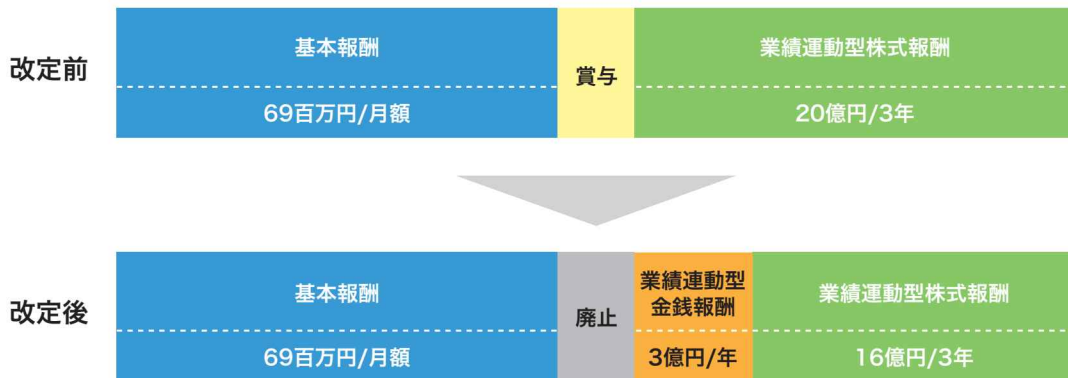 改定前
基本報酬
69百万円/月額
賞与
業績運動型株式報酬
20億円/3年
改定後
基本報酬
69百万円/月額
廃止
業績連動型
金銭報酬
3億円/年
業績運動型株式報酬
16億円/3年